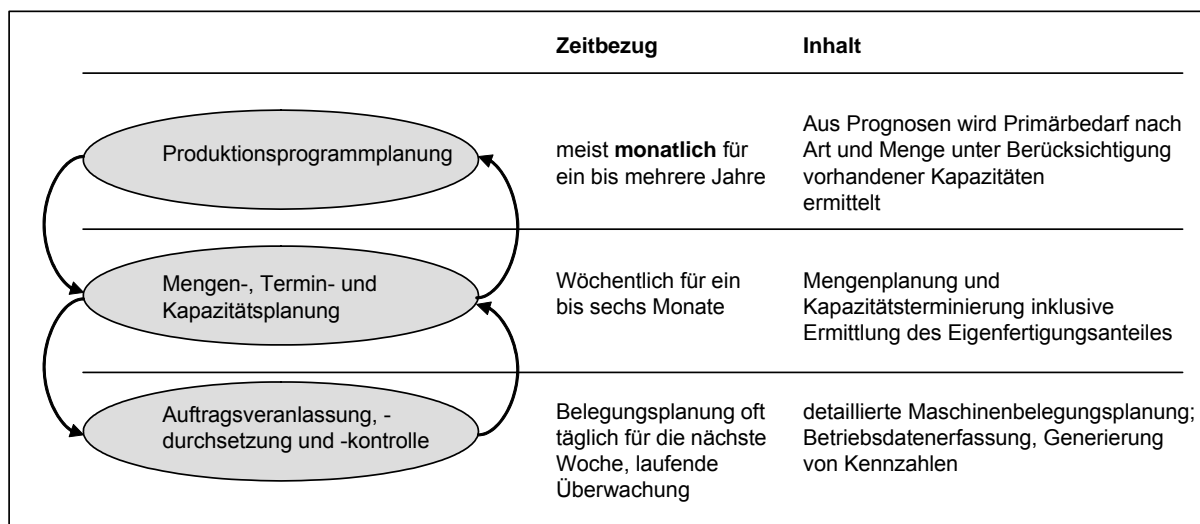 Zeitbezug
Inhalt
Produktionsprogrammplanung
meist monatlich für
ein bis mehrere Jahre
Aus Prognosen wird Primärbedarf nach
Art und Menge unter Berücksichtigung
vorhandener Kapazitäten
ermittelt
Mengen-, Termin- und
Kapazitätsplanung
Wöchentlich für ein
bis sechs Monate
Mengenplanung und
Kapazitätsterminierung inklusive
Ermittlung des Eigenfertigungsanteiles
Auftragsveranlassung, -
durchsetzung und -kontrolle
Belegungsplanung oft
täglich für die nächste
Woche, laufende
Überwachung
detaillierte Maschinenbelegungsplanung;
Betriebsdatenerfassung, Generierung
von Kennzahlen